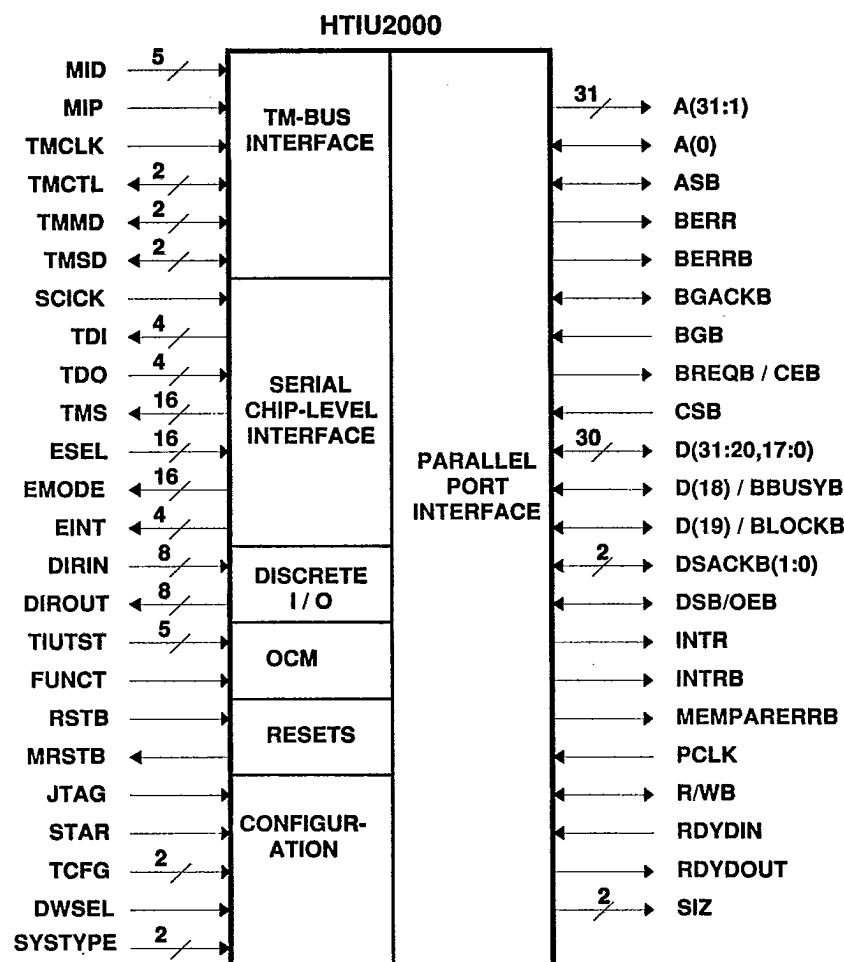 HTIU2000
MID 5
MIP
TMCLK
TMCTL 2
TMMD 2
TMSD 2
SCICK
TDI 4
TDO 4
TMS 16
ESEL 16
EMODE 16
EINT 4
DIRIN 8
DIROUT 8
TIUTST 5
FUNCT
RSTB
MRSTB
JTAG
STAR
TCFG 2
DWSEL
SYSTYPE 2
TM-BUS
INTERFACE
SERIAL
CHIP-LEVEL
INTERFACE
DISCRETE
I / O
OCM
RESETS
CONFIGUR-
ATION
PARALLEL
PORT
INTERFACE
31 A(31:1)
A(0)
ASB
BERR
BERRB
BGACKB
BGB
BREQB / CEB
CSB
30 D(31:20,17:0)
D(18) / BBUSYB
D(19) / BLOCKB
2 DSACKB(1:0)
DSB/OEB
INTR
INTRB
MEMPARERRB
PCLK
R/WB
RDYDIN
RDYDOUT
2 SIZ